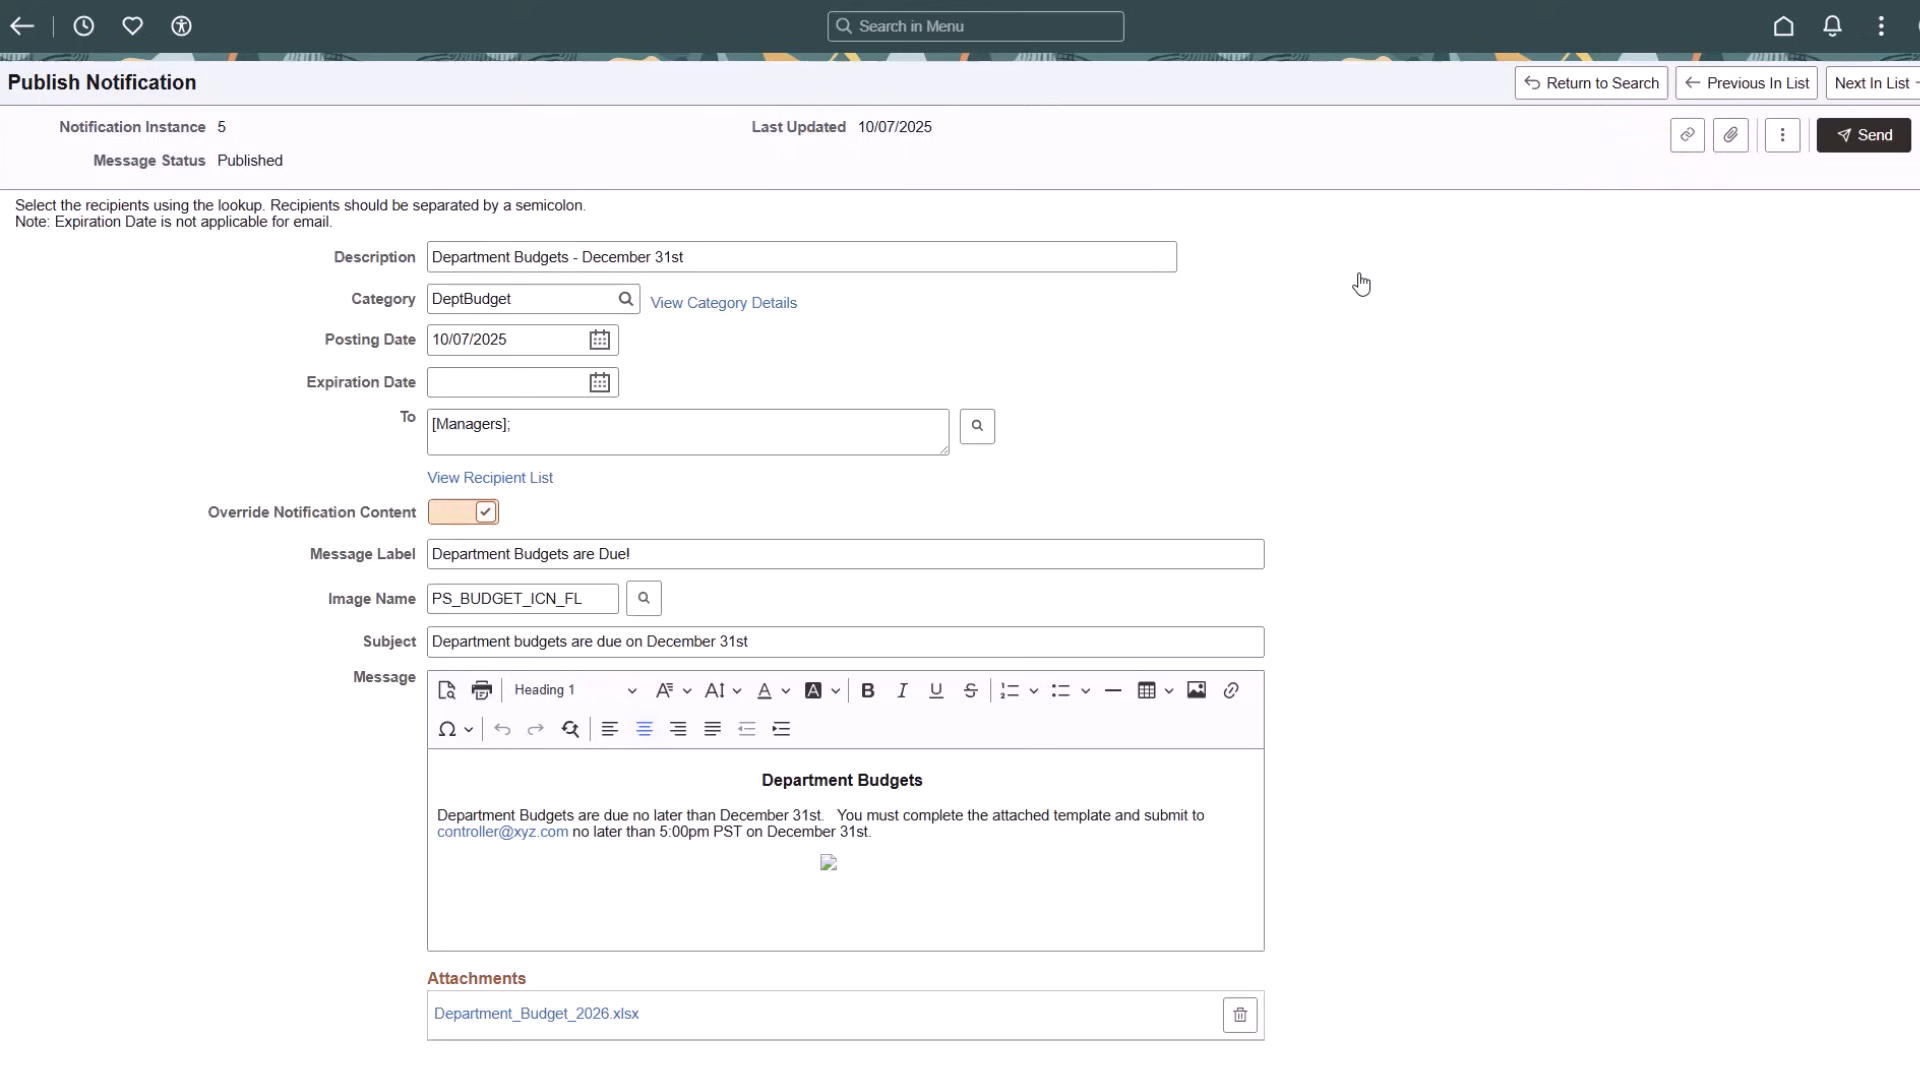 Search in Menu
Publish Notification
Return to Search
Previous In List
Next In List
Notification Instance 5
Last Updated 10/07/2025
Message Status Published
Send
Select the recipients using the lookup. Recipients should be separated by a semicolon.
Note: Expiration Date is not applicable for email.
Description Department Budgets - December 31st
Category DeptBudget View Category Details
Posting Date 10/07/2025
Expiration Date
To [Managers];
View Recipient List
Override Notification Content
Message Label Department Budgets are Due!
Image Name PS_BUDGET_ICN_FL
Subject Department budgets are due on December 31st
Message
Heading 1
Department Budgets
Department Budgets are due no later than December 31st. You must complete the attached template and submit to
controller@xyz.com no later than 5:00pm PST on December 31st.
Attachments
Department_Budget_2026.xlsx